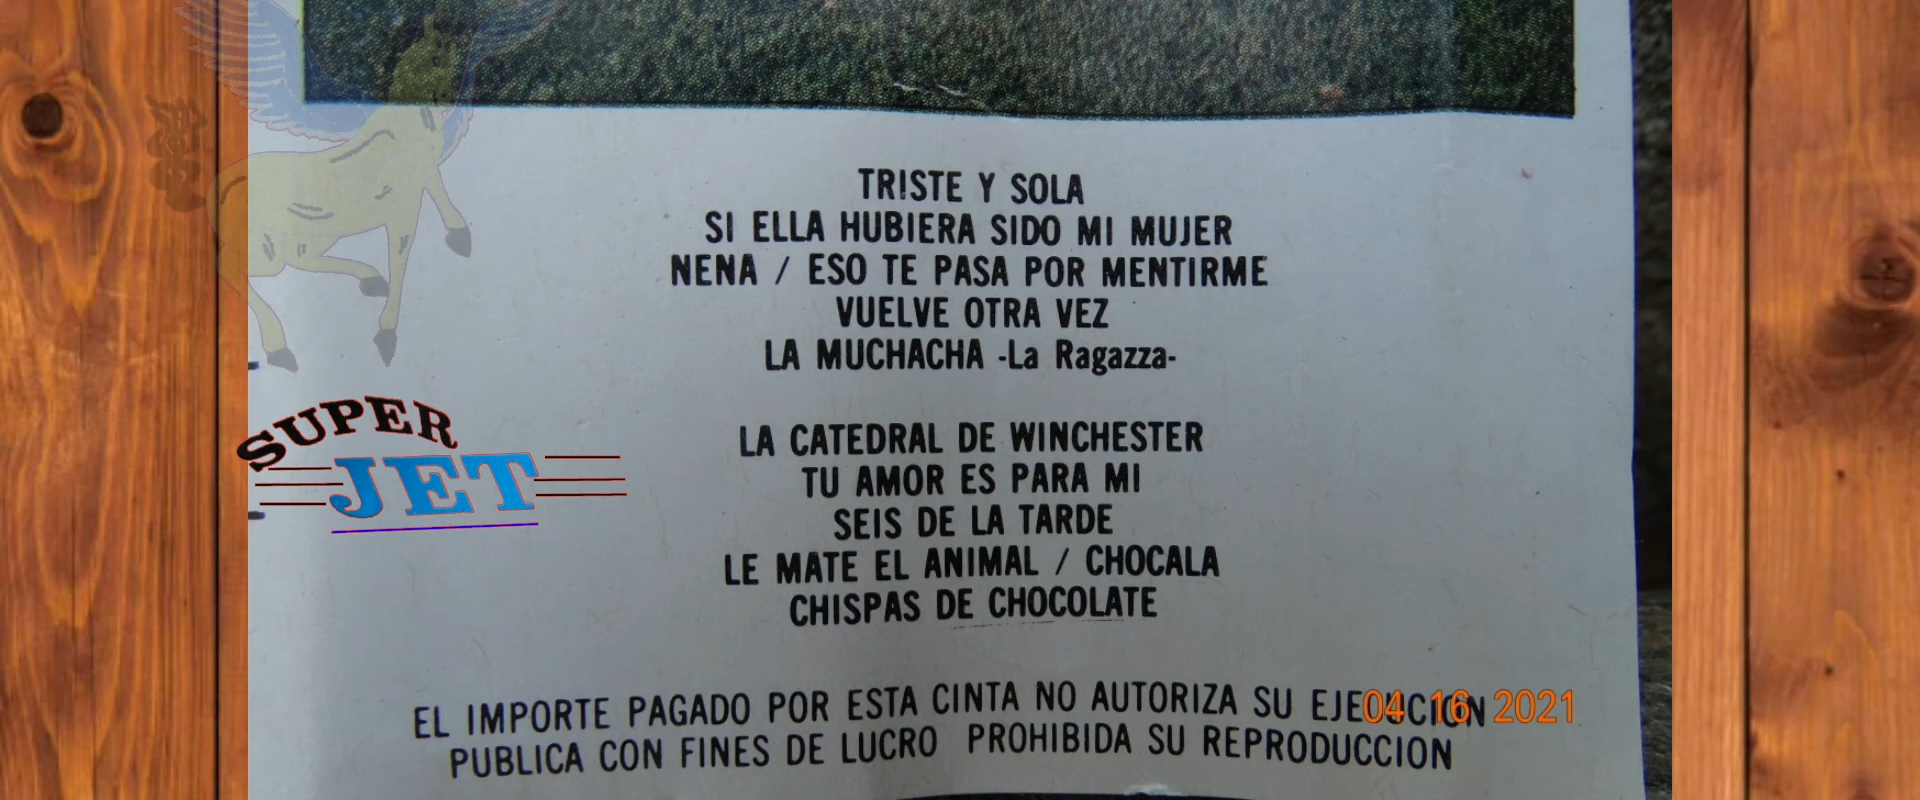 TRISTE Y SOLA
SI ELLA HUBIERA SIDO MI MUJER
NENA / ESO TE PASA POR MENTIRME
VUELVE OTRA VEZ
LA MUCHACHA -La Ragazza-
SUPER
JET
LA CATEDRAL DE WINCHESTER
TU AMOR ES PARA MI
SEIS DE LA TARDE
LE MATE EL ANIMAL / CHOCALA
CHISPAS DE CHOCOLATE
EL IMPORTE PAGADO POR ESTA CINTA NO AUTORIZA SU EJECUCION
04 16 2021
PUBLICA CON FINES DE LUCRO PROHIBIDA SU REPRODUCCION